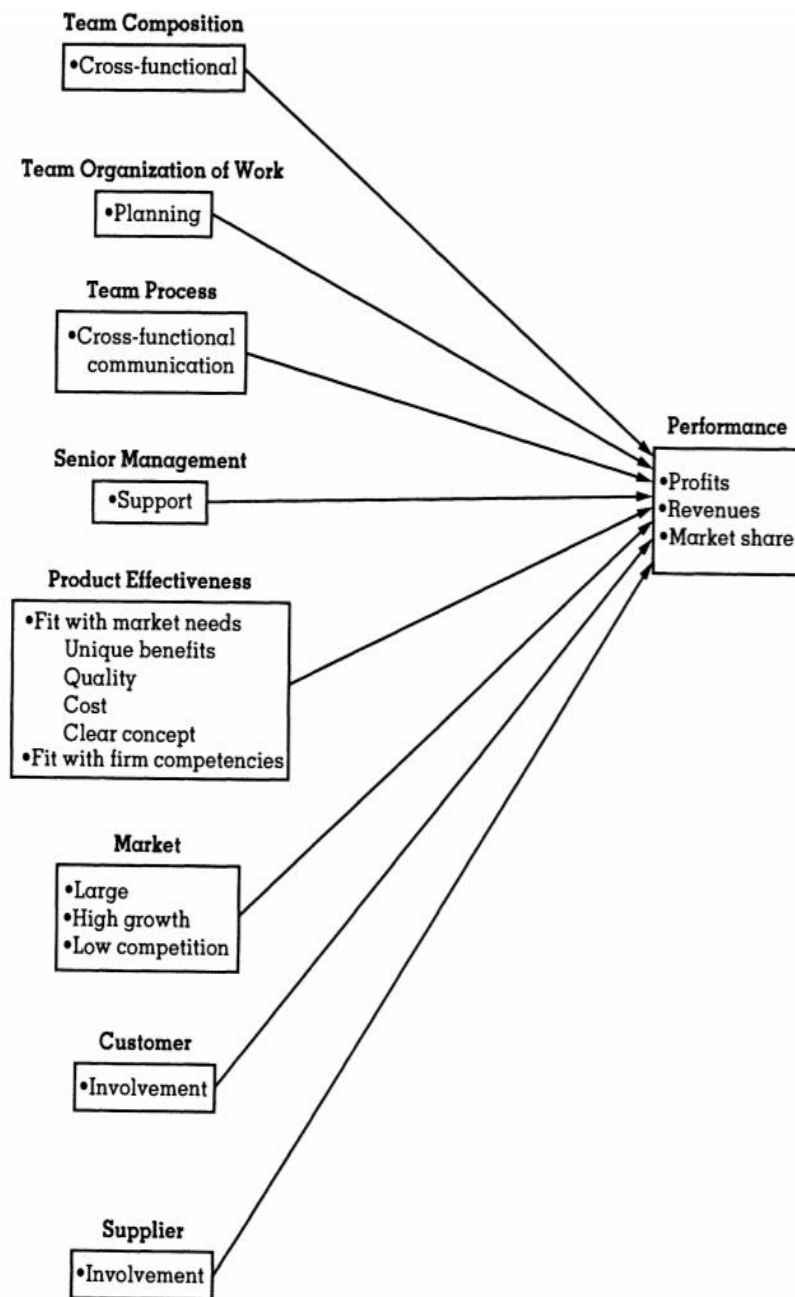 Team Composition
•Cross-functional
Team Organization of Work
•Planning
Team Process
•Cross-functional
communication
Senior Management
•Support
Product Effectiveness
•Fit with market needs
Unique benefits
Quality
Cost
Clear concept
•Fit with firm competencies
Market
•Large
•High growth
•Low competition
Customer
•Involvement
Supplier
•Involvement
Performance
•Profits
•Revenues
•Market share